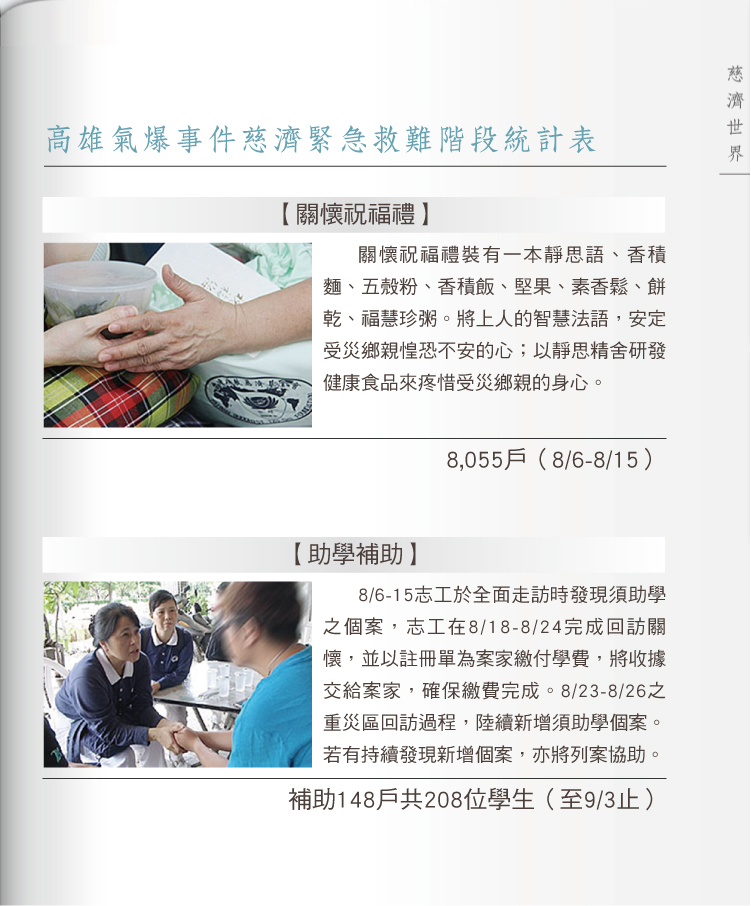 慈濟世界
高雄氣爆事件慈濟緊急救難階段統計表
【關懷祝福禮】
關懷祝福禮裝有一本靜思語、香積
麵、五殼粉、香積飯、堅果、素香鬆、餅
乾、福慧珍粥。將上人的智慧法語，安定
受災鄉親惶恐不安的心；以靜思精舍研發
健康食品來疼惜受災鄉親的身心。
8,055戶（8/6-8/15）
【助學補助】
8/6-15志工於全面走訪時發現須助學
之個案，志工在8/18-8/24完成回訪關
懷，並以註冊單為案家繳付學費，將收據
交給案家，確保繳費完成。8/23-8/26之
重災區回訪過程，陸續新增須助學個案。
若有持續發現新增個案，亦將列案協助。
補助148戶共208位學生（至9/3止）